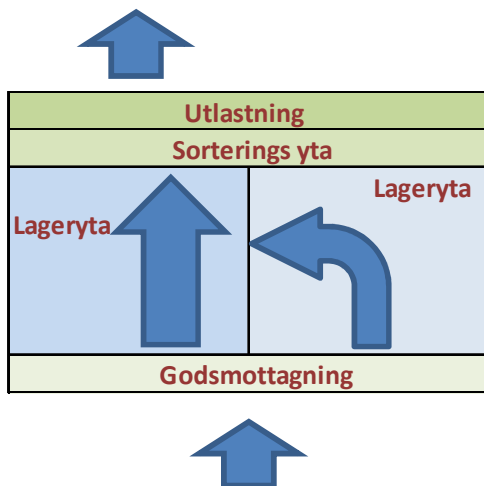 Utlastning
Sorterings yta
Lageryta
Lageryta
Godsmottagning